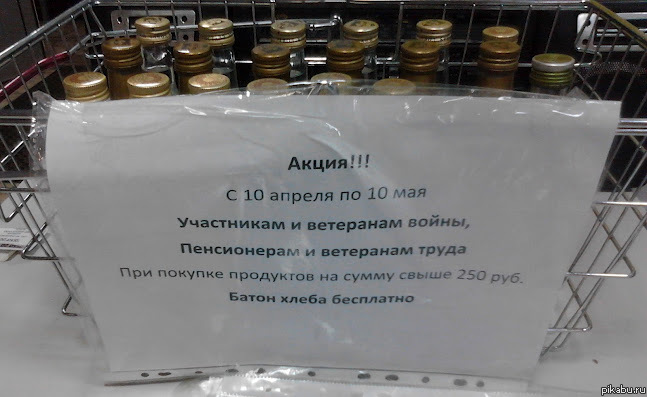 Акция!!!
С 10 апреля по 10 мая
Участникам и ветеранам войны,
Пенсионерам и ветеранам труда
При покупке продуктов на сумму свыше 250 руб.
Батон хлеба бесплатно
pikabu.ru